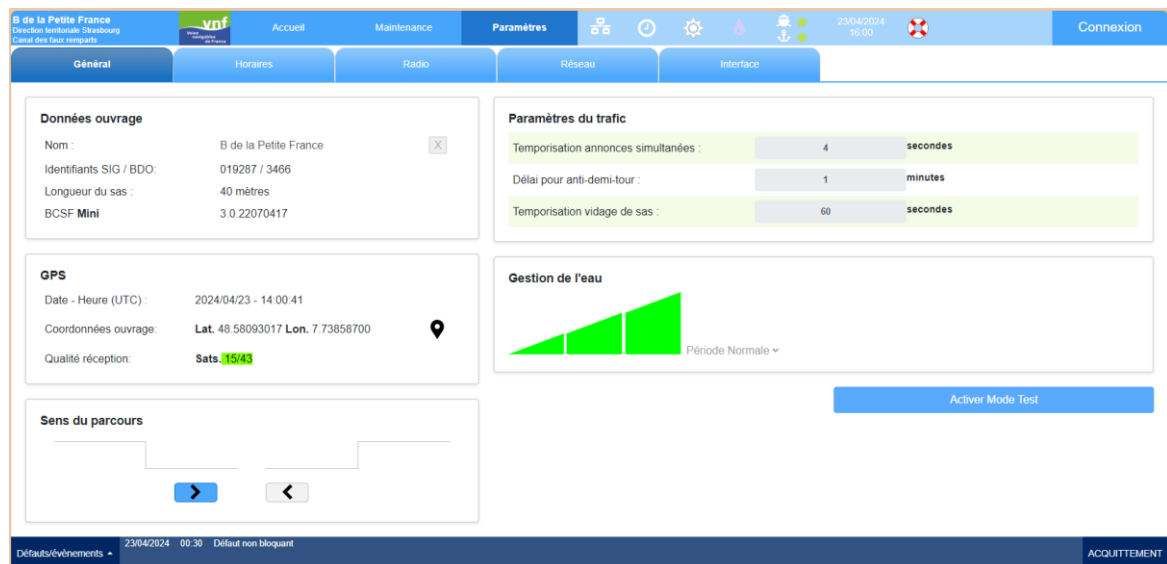 B de la Petite France
Direction territoriale Strasbourg
Canal des faux remparts
vnf
Voies navigables de France
Accueil
Maintenance
Paramètres
23/04/2024
16:00
Connexion
Général
Horaires
Radio
Réseau
Interface
Données ouvrage
Nom : B de la Petite France X
Identifiants SIG / BDO: 019287 / 3466
Longueur du sas : 40 mètres
BCSF Mini 3.0.22070417
Paramètres du trafic
Temporisation annonces simultanées : 4 secondes
Délai pour anti-demi-tour : 1 minutes
Temporisation vidage de sas : 60 secondes
GPS
Date - Heure (UTC) : 2024/04/23 - 14:00:41
Coordonnées ouvrage: Lat. 48.58093017 Lon. 7.73858700
Qualité réception: Sats. 15/43
Gestion de l'eau
Période Normale
Activer Mode Test
Sens du parcours
Défauts/évènements
23/04/2024 00:30 Défaut non bloquant
ACQUITTEMENT